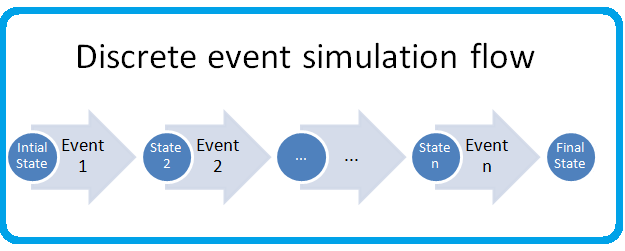 Discrete event simulation flow
Intial
State
Event
1
State
2
Event
2
...
...
State
n
Event
n
Final
State